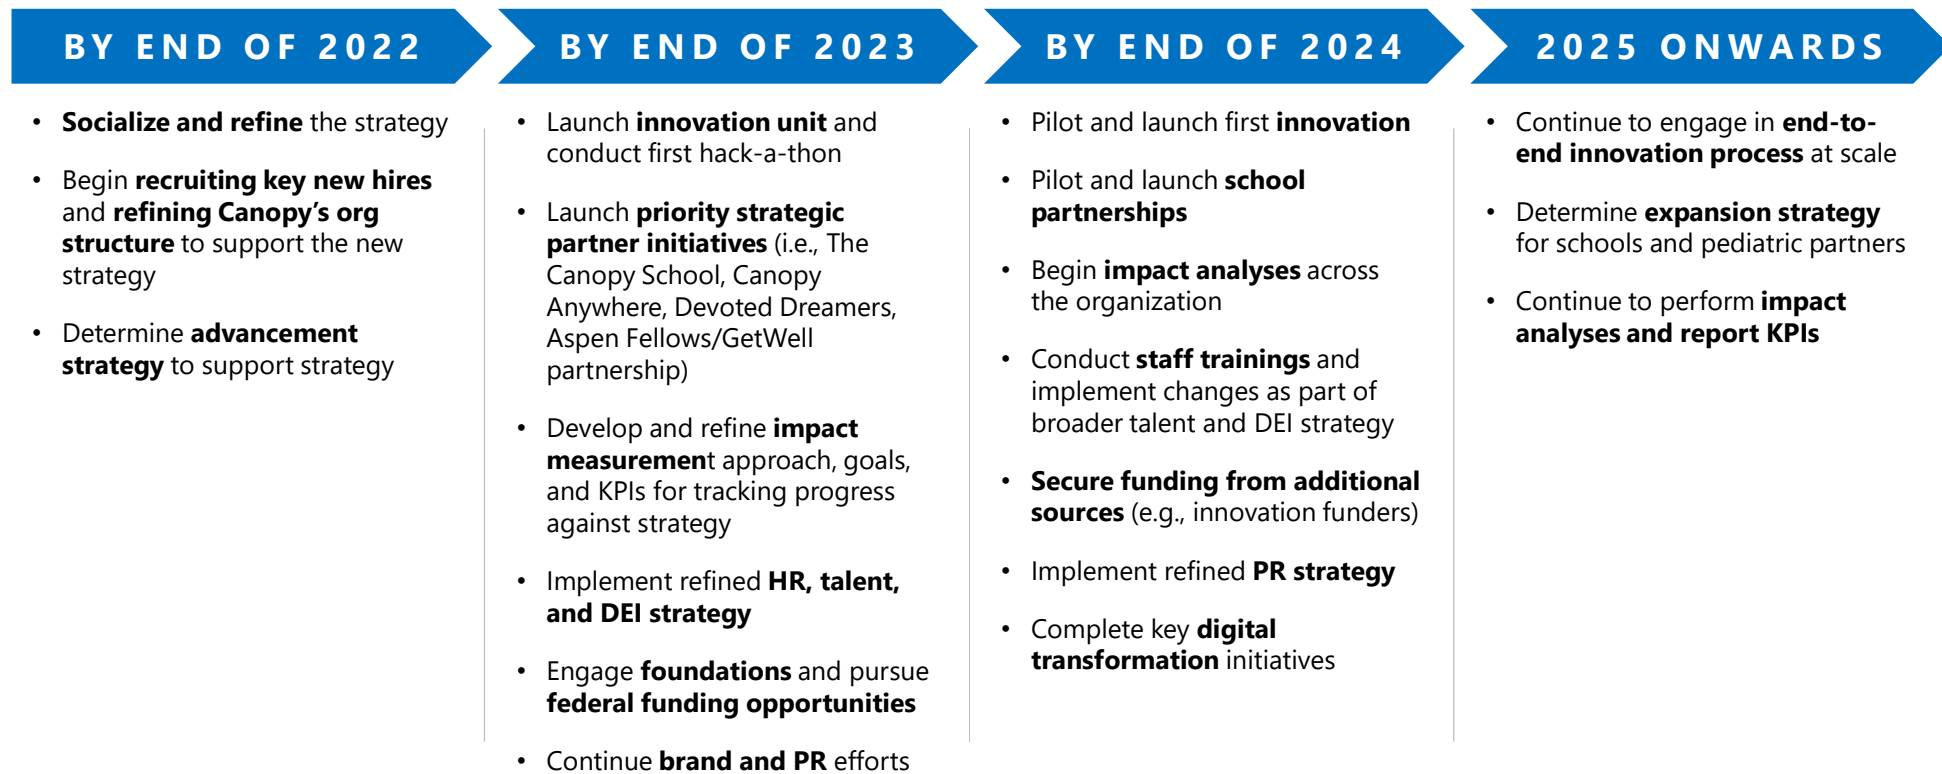 BY END OF 2022
• Socialize and refine the strategy
• Begin recruiting key new hires
and refining Canopy’s org
structure to support the new
strategy
• Determine advancement
strategy to support strategy
BY END OF 2023
• Launch innovation unit and
conduct first hack-a-thon
• Launch priority strategic
partner initiatives (i.e., The
Canopy School, Canopy
Anywhere, Devoted Dreamers,
Aspen Fellows/GetWell
partnership)
• Develop and refine impact
measurement approach, goals,
and KPIs for tracking progress
against strategy
• Implement refined HR, talent,
and DEI strategy
• Engage foundations and pursue
federal funding opportunities
• Continue brand and PR efforts
BY END OF 2024
• Pilot and launch first innovation
• Pilot and launch school
partnerships
• Begin impact analyses across
the organization
• Conduct staff trainings and
implement changes as part of
broader talent and DEI strategy
• Secure funding from additional
sources (e.g., innovation funders)
• Implement refined PR strategy
• Complete key digital
transformation initiatives
2025 ONWARDS
• Continue to engage in end-to-
end innovation process at scale
• Determine expansion strategy
for schools and pediatric partners
• Continue to perform impact
analyses and report KPIs